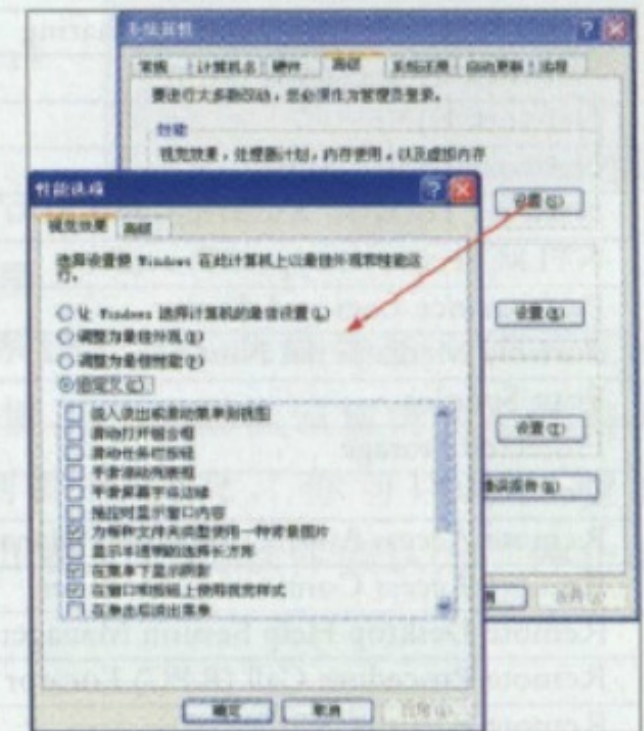 系统属性
常规 计算机名 硬件 高级 系统还原 自动更新 远程
要进行大多数改动，您必须作为管理员登录。
性能
视觉效果，处理器计划，内存使用，以及虚拟内存
设置(S)
设置(E)
设置(T)
错误报告(R)
性能选项
视觉效果 高级
选择设置使 Windows 在此计算机上以最佳外观和性能运
行。
让 Windows 选择计算机的最佳设置(L)
调整为最佳外观(B)
调整为最佳性能(P)
自定义(C):
淡入淡出或滑动菜单到视图
滑动打开组合框
滑动任务栏按钮
平滑滚动列表框
平滑屏幕字体边缘
拖拉时显示窗口内容
为每种文件夹类型使用一种背景图片
显示半透明的选择长方形
在菜单下显示阴影
在窗口和按钮上使用视觉样式
在单击后淡出菜单
确定 取消 应用(A)